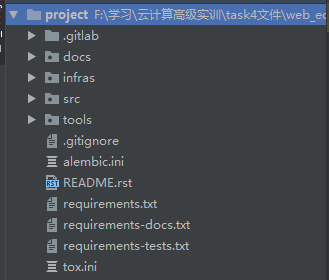 project F:\学习\云计算高级实训\task4文件\web_ec
.gitlab
docs
infras
src
tools
.gitignore
alembic.ini
README.rst
requirements.txt
requirements-docs.txt
requirements-tests.txt
tox.ini